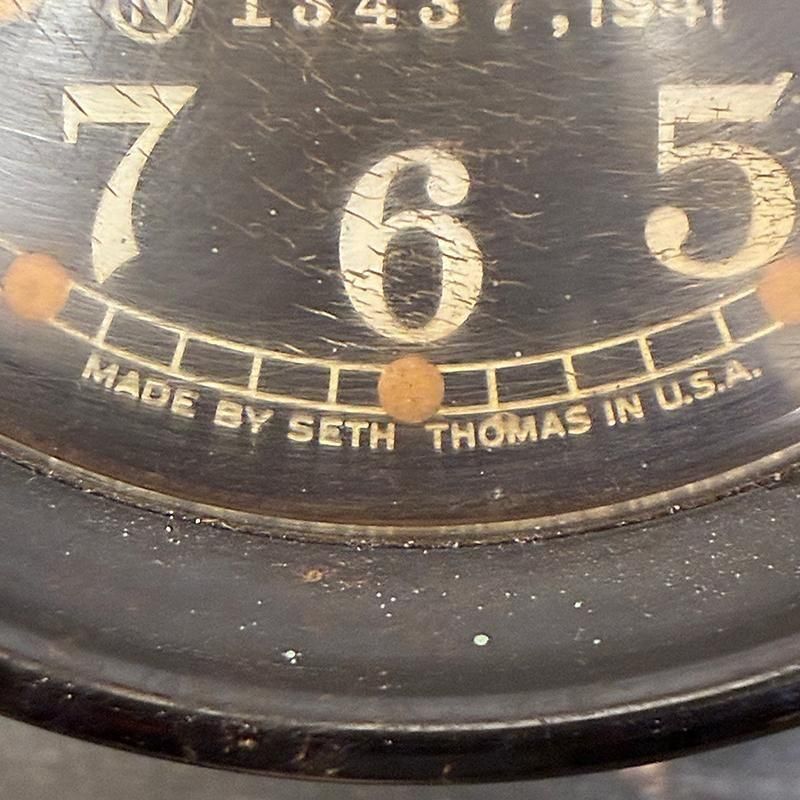 N 13437, 1941
7 6 5
MADE BY SETH THOMAS IN U.S.A.